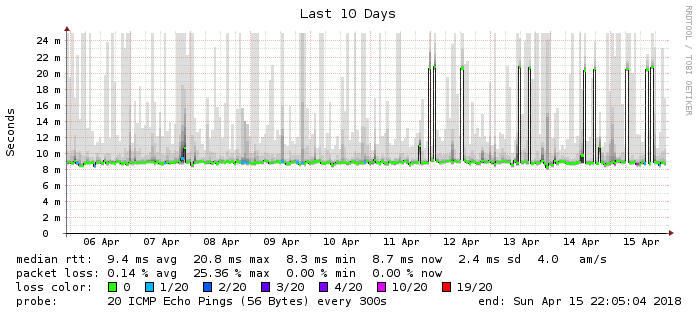 Last 10 Days
RRDTOOL / TOBI OETIKER
Seconds
24 m
22 m
20 m
18 m
16 m
14 m
12 m
10 m
8 m
6 m
4 m
2 m
0
06 Apr 07 Apr 08 Apr 09 Apr 10 Apr 11 Apr 12 Apr 13 Apr 14 Apr 15 Apr
median rtt: 9.4 ms avg 20.8 ms max 8.3 ms min 8.7 ms now 2.4 ms sd 4.0 am/s
packet loss: 0.14 % avg 25.36 % max 0.00 % min 0.00 % now
loss color: 0 1/20 2/20 3/20 4/20 10/20 19/20
probe: 20 ICMP Echo Pings (56 Bytes) every 300s end: Sun Apr 15 22:05:04 2018